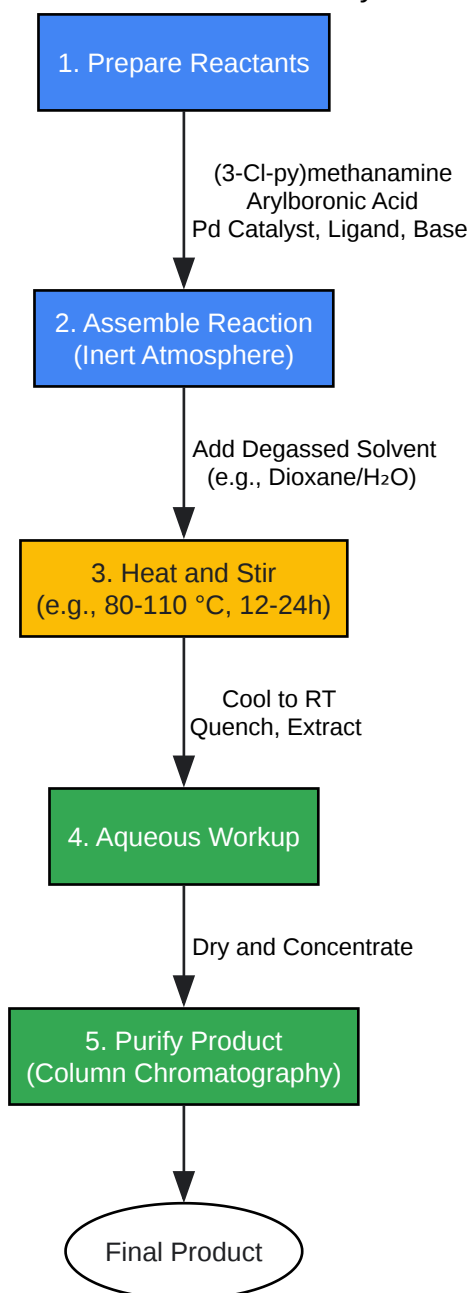 1. Prepare Reactants
(3-Cl-py)methanamine
Arylboronic Acid
Pd Catalyst, Ligand, Base
2. Assemble Reaction
(Inert Atmosphere)
Add Degassed Solvent
(e.g., Dioxane/H₂O)
3. Heat and Stir
(e.g., 80-110 °C, 12-24h)
Cool to RT
Quench, Extract
4. Aqueous Workup
Dry and Concentrate
5. Purify Product
(Column Chromatography)
Final Product